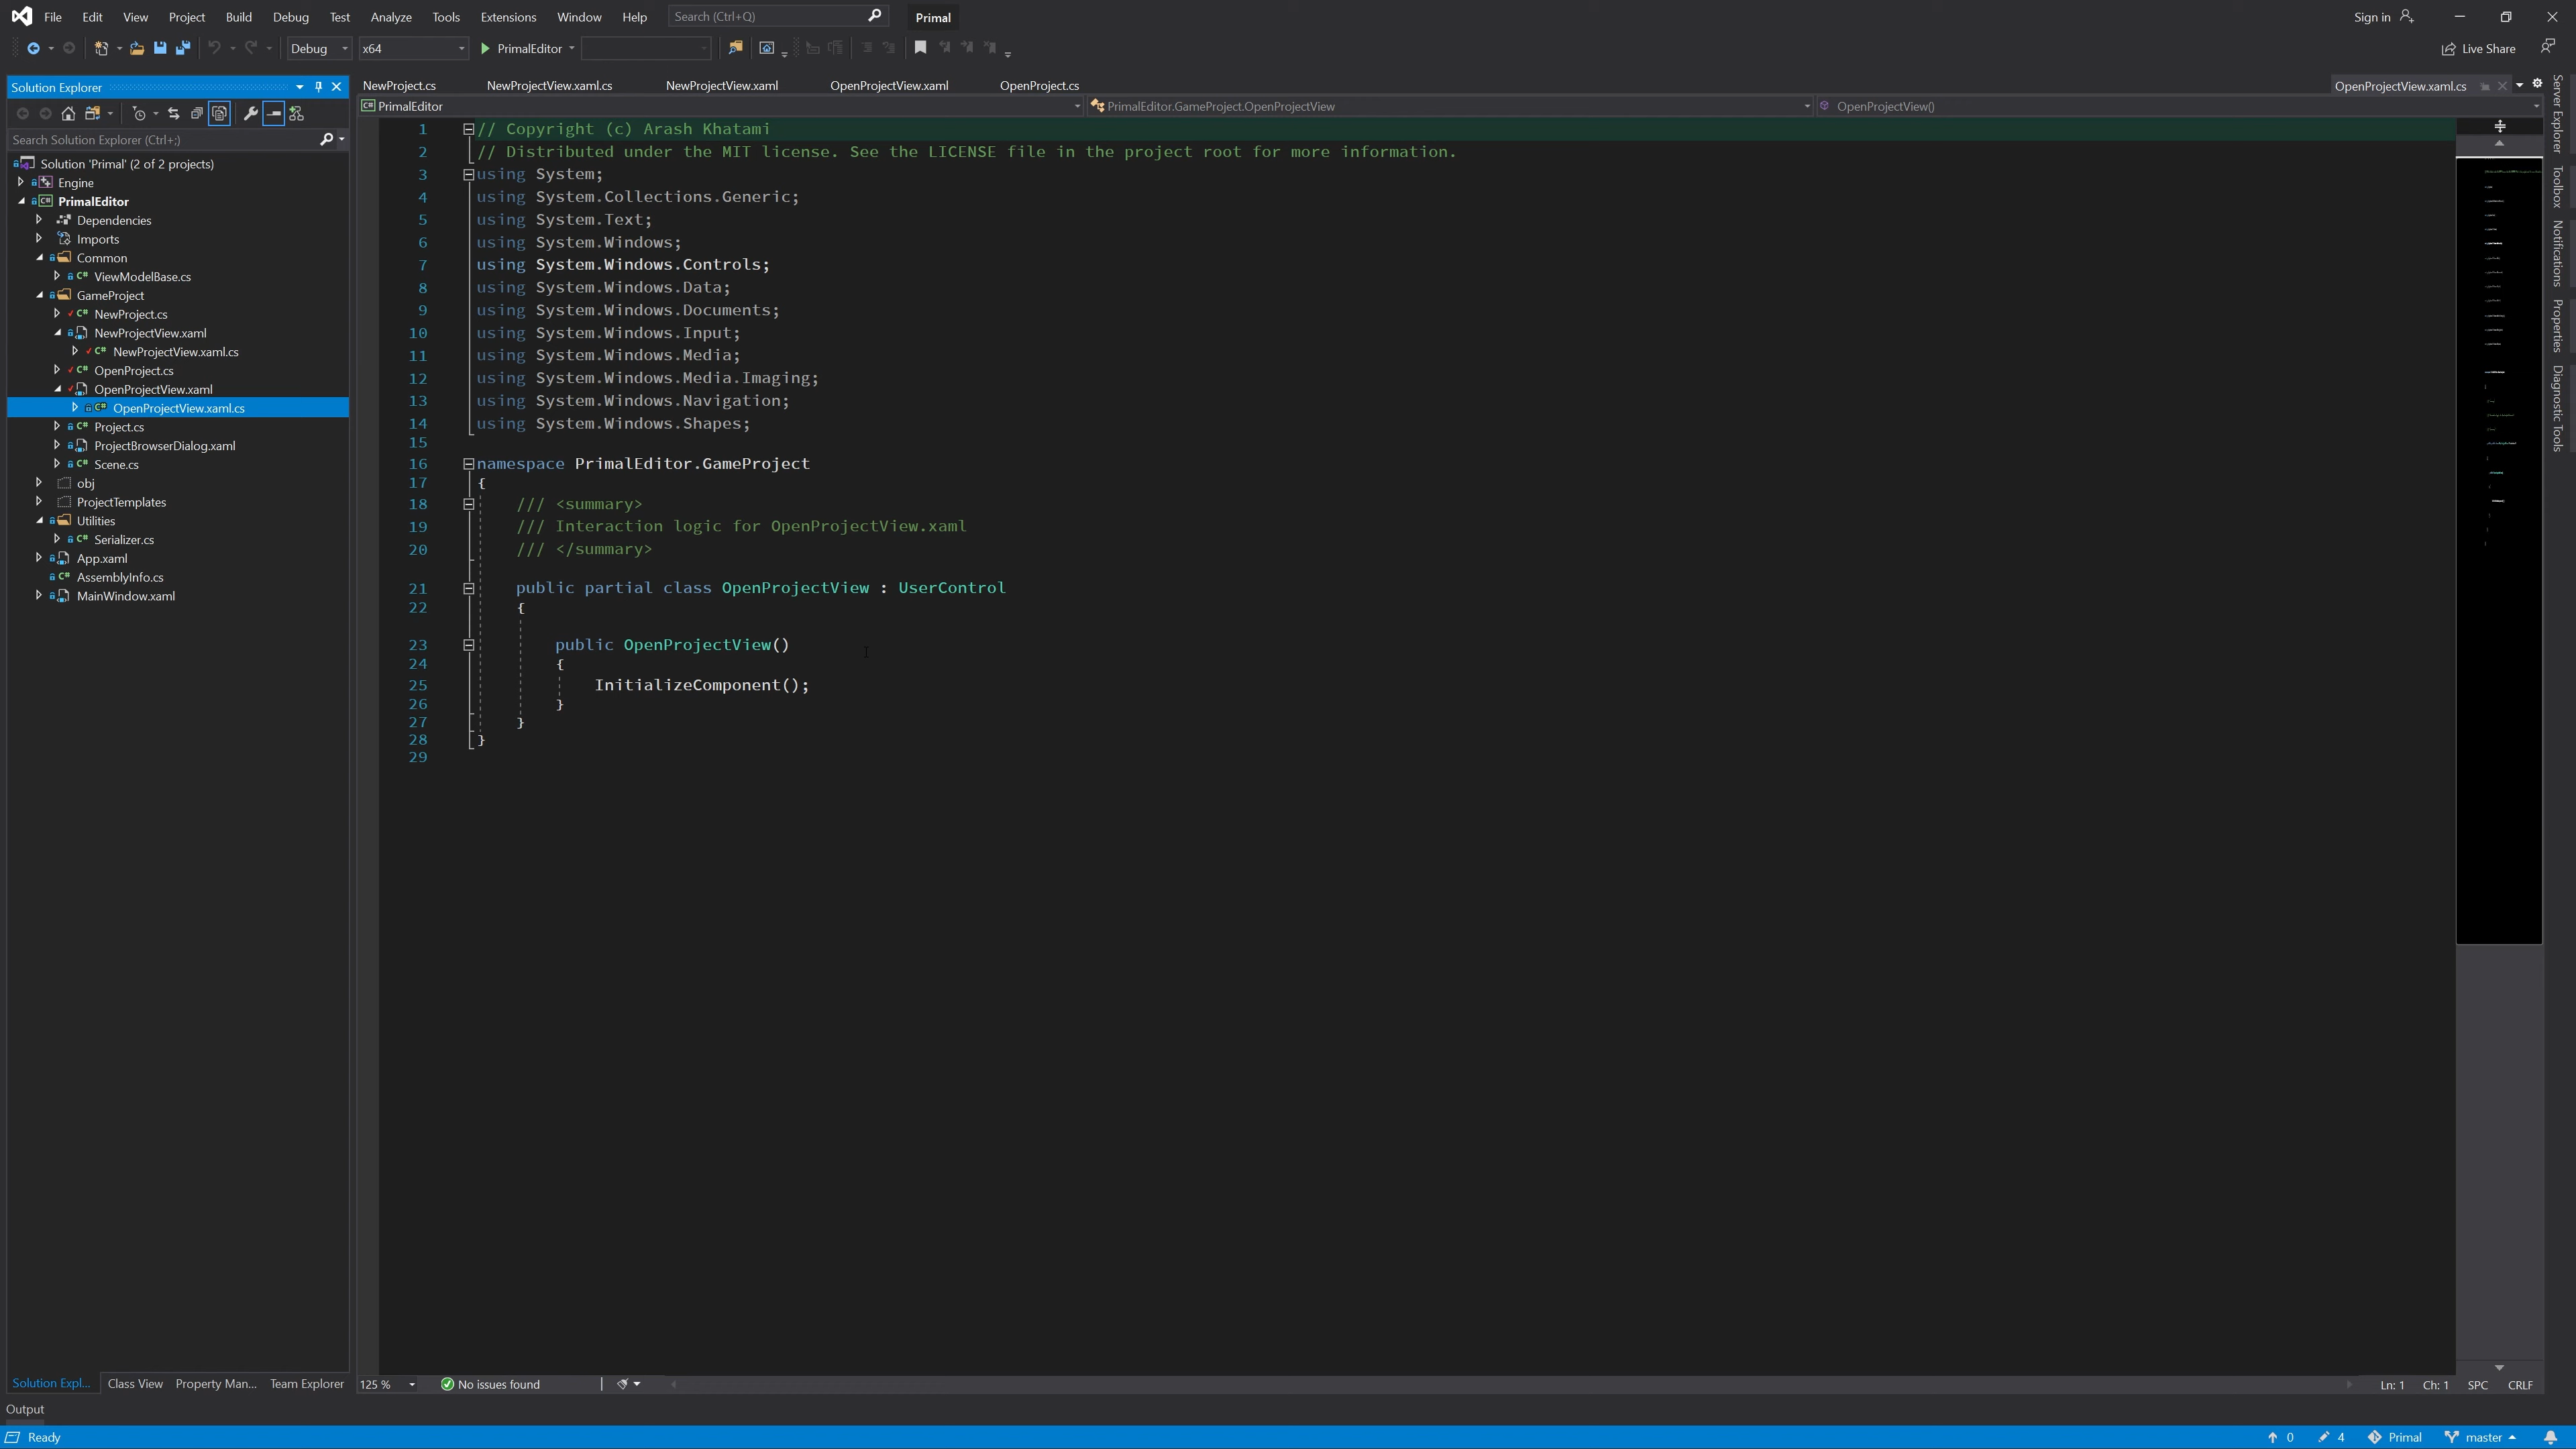 File Edit View Project Build Debug Test Analyze Tools Extensions Window Help Search (Ctrl+Q) Primal Sign in
Debug x64 PrimalEditor Live Share
Solution Explorer
Search Solution Explorer (Ctrl+;)
Solution 'Primal' (2 of 2 projects)
Engine
PrimalEditor
Dependencies
Imports
Common
ViewModelBase.cs
GameProject
NewProject.cs
NewProjectView.xaml
NewProjectView.xaml.cs
OpenProject.cs
OpenProjectView.xaml
OpenProjectView.xaml.cs
Project.cs
ProjectBrowserDialog.xaml
Scene.cs
obj
ProjectTemplates
Utilities
Serializer.cs
App.xaml
AssemblyInfo.cs
MainWindow.xaml
Solution Expl... Class View Property Man... Team Explorer
NewProject.cs NewProjectView.xaml.cs NewProjectView.xaml OpenProjectView.xaml OpenProject.cs OpenProjectView.xaml.cs
PrimalEditor PrimalEditor.GameProject.OpenProjectView OpenProjectView()
1 // Copyright (c) Arash Khatami
2 // Distributed under the MIT license. See the LICENSE file in the project root for more information.
3 using System;
4 using System.Collections.Generic;
5 using System.Text;
6 using System.Windows;
7 using System.Windows.Controls;
8 using System.Windows.Data;
9 using System.Windows.Documents;
10 using System.Windows.Input;
11 using System.Windows.Media;
12 using System.Windows.Media.Imaging;
13 using System.Windows.Navigation;
14 using System.Windows.Shapes;
15
16 namespace PrimalEditor.GameProject
17 {
18 /// <summary>
19 /// Interaction logic for OpenProjectView.xaml
20 /// </summary>
21 public partial class OpenProjectView : UserControl
22 {
23 public OpenProjectView()
24 {
25 InitializeComponent();
26 }
27 }
28 }
29
125 % No issues found Ln: 1 Ch: 1 SPC CRLF
Server Explorer
Toolbox
Notifications
Properties
Diagnostic Tools
Output
Ready 0 4 Primal master